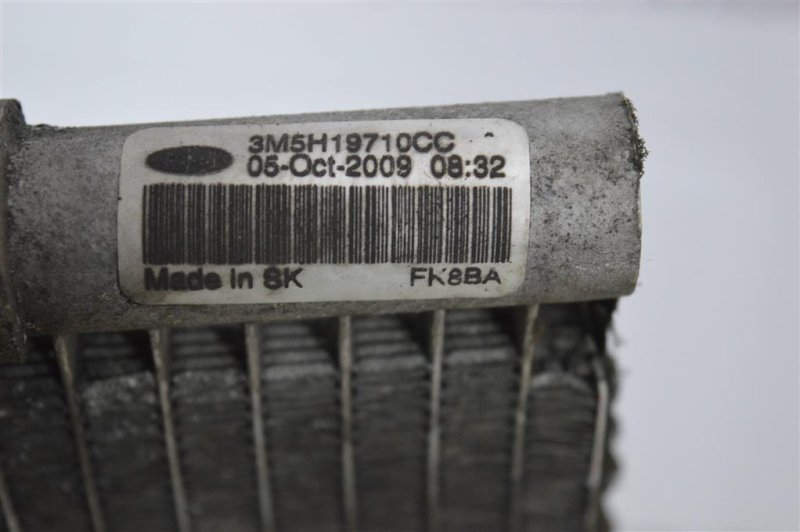 3M5H19710CC
05-Oct-2009 08:32
Made in SK FK8BA